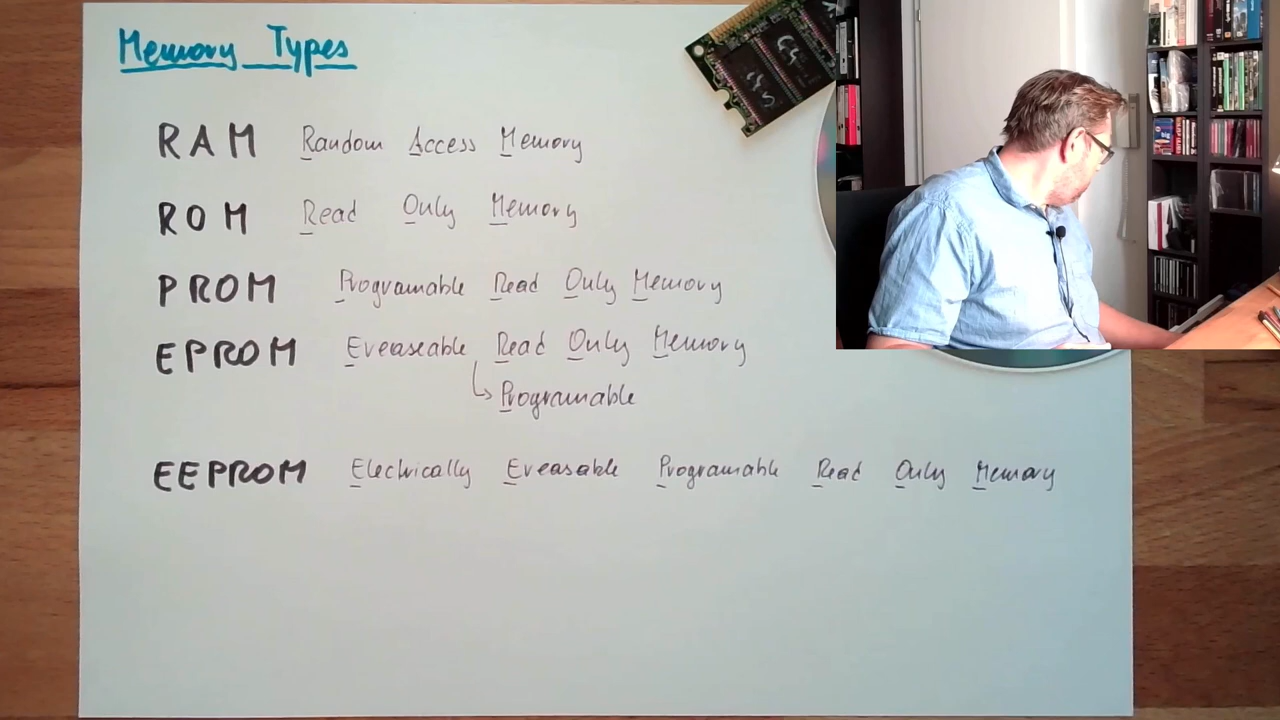 Memory Types
RAM Random Access Memory
ROM Read Only Memory
PROM Programable Read Only Memory
EPROM Ereaseable Read Only Memory
Programable
EEPROM Electrically Ereasable Programable Read Only Memory